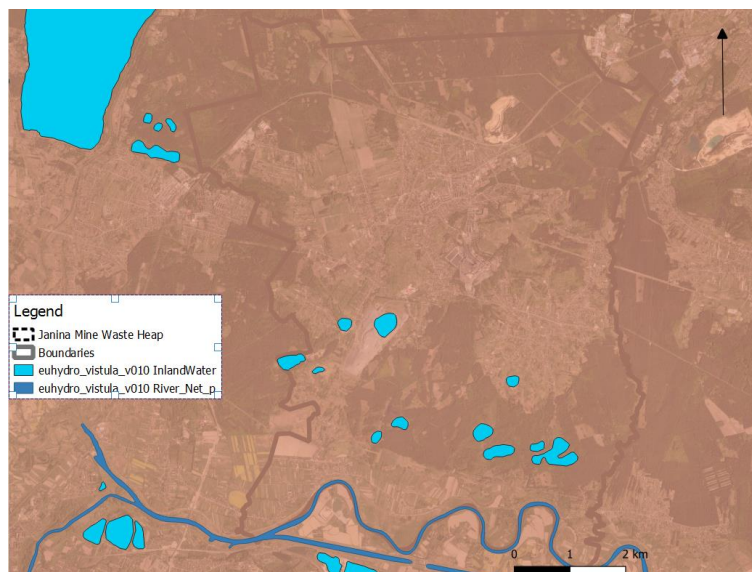 Legend
Janina Mine Waste Heap
Boundaries
euhydro_vistula_v010 InlandWater
euhydro_vistula_v010 River_Net_p
0 1 2 km